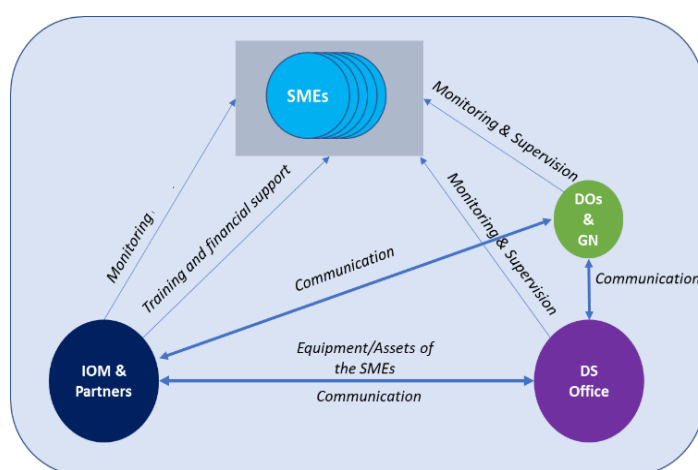 SMEs
Monitoring & Supervision
DOs
&
GN
Monitoring.
Training and financial support
Monitoring & Supervision
Communication
Communication
IOM &
Partners
Equipment/Assets of
the SMEs
Communication
DS
Office